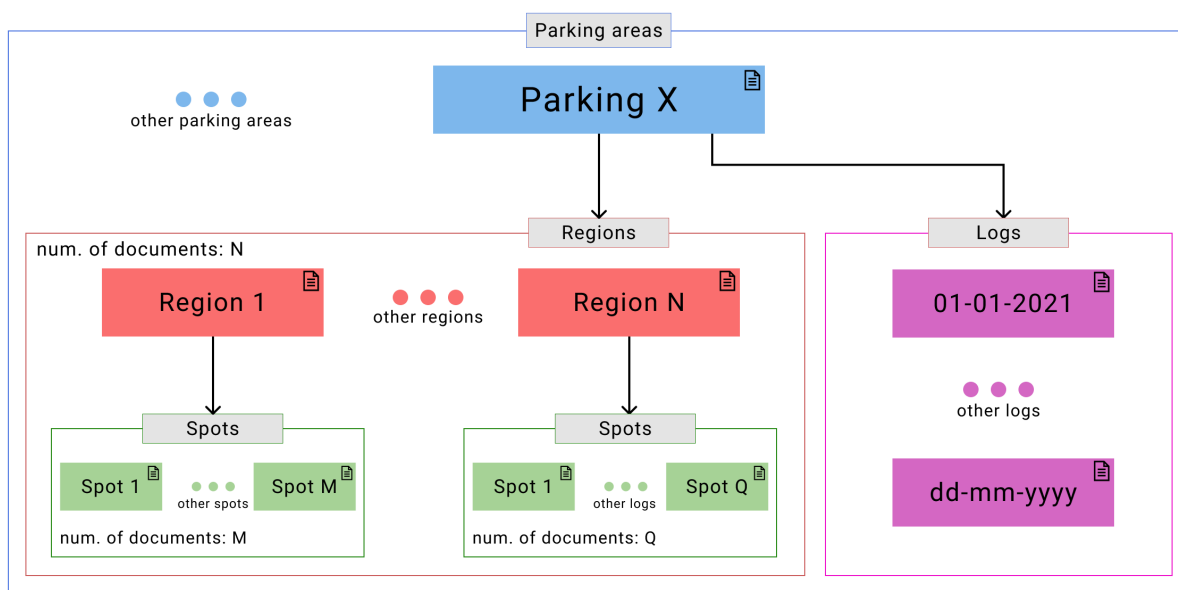 Parking areas
Parking X
other parking areas
Regions
Logs
num. of documents: N
Region 1
other regions
Region N
01-01-2021
other logs
dd-mm-yyyy
Spots
Spot 1
other spots
Spot M
num. of documents: M
Spots
Spot 1
other logs
Spot Q
num. of documents: Q